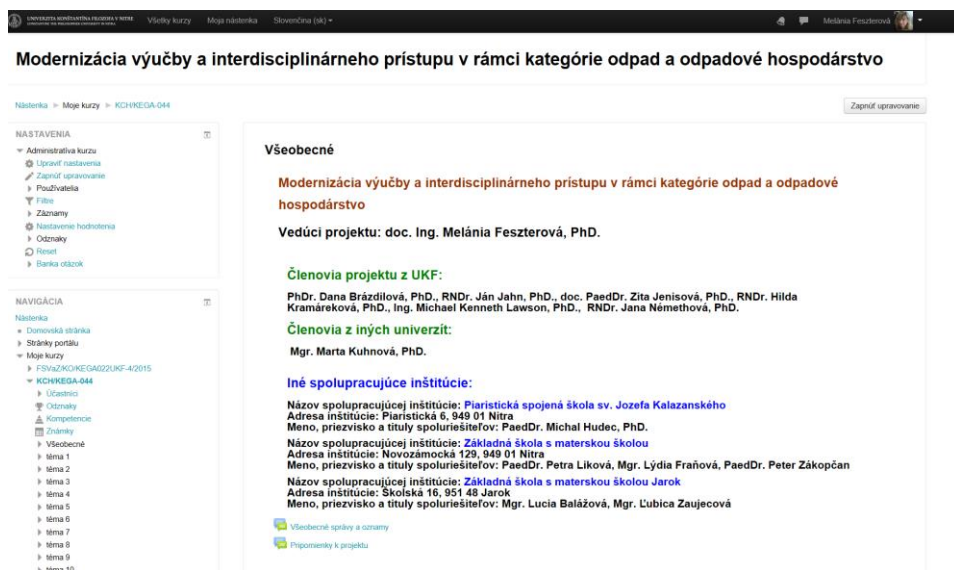 UNIVERZITA KONŠTANTÍNA FILOZOFA V NITRE
Všetky kurzy
Moja nástenka
Slovenčina (sk)
Melánia Feszterová
Modernizácia výučby a interdisciplinárneho prístupu v rámci kategórie odpad a odpadové hospodárstvo
Nástenka
Moje kurzy
KCH/KEGA-044
Zapnúť upravovanie
NASTAVENIA
Administratíva kurzu
Upraviť nastavenia
Zapnúť upravovanie
Používatelia
Filtre
Záznamy
Nastavenie hodnotenia
Odznaky
Reset
Banka otázok
NAVIGÁCIA
Nástenka
Domovská stránka
Stránky portálu
Moje kurzy
FSVaZ/KO/KEGA022UKF-4/2015
KCH/KEGA-044
Účastníci
Odznaky
Kompetencie
Známky
Všeobecné
téma 1
téma 2
téma 3
téma 4
téma 5
téma 6
téma 7
téma 8
téma 9
téma 10
Všeobecné
Modernizácia výučby a interdisciplinárneho prístupu v rámci kategórie odpad a odpadové
hospodárstvo
Vedúci projektu: doc. Ing. Melánia Feszterová, PhD.
Členovia projektu z UKF:
PhDr. Dana Brázdilová, PhD., RNDr. Ján Jahn, PhD., doc. PaedDr. Zita Jenisová, PhD., RNDr. Hilda
Kramáreková, PhD., Ing. Michael Kenneth Lawson, PhD., RNDr. Jana Némethová, PhD.
Členovia z iných univerzít:
Mgr. Marta Kuhnová, PhD.
Iné spolupracujúce inštitúcie:
Názov spolupracujúcej inštitúcie: Piaristická spojená škola sv. Jozefa Kalazanského
Adresa inštitúcie: Piaristická 6, 949 01 Nitra
Meno, priezvisko a tituly spoluriešiteľov: PaedDr. Michal Hudec, PhD.
Názov spolupracujúcej inštitúcie: Základná škola s materskou školou
Adresa inštitúcie: Novozámocká 129, 949 01 Nitra
Meno, priezvisko a tituly spoluriešiteľov: PaedDr. Petra Liková, Mgr. Lýdia Fraňová, PaedDr. Peter Zákopčan
Názov spolupracujúcej inštitúcie: Základná škola s materskou školou Jarok
Adresa inštitúcie: Školská 16, 951 48 Jarok
Meno, priezvisko a tituly spoluriešiteľov: Mgr. Lucia Balážová, Mgr. Ľubica Zaujecová
Všeobecné správy a oznamy
Pripomienky k projektu